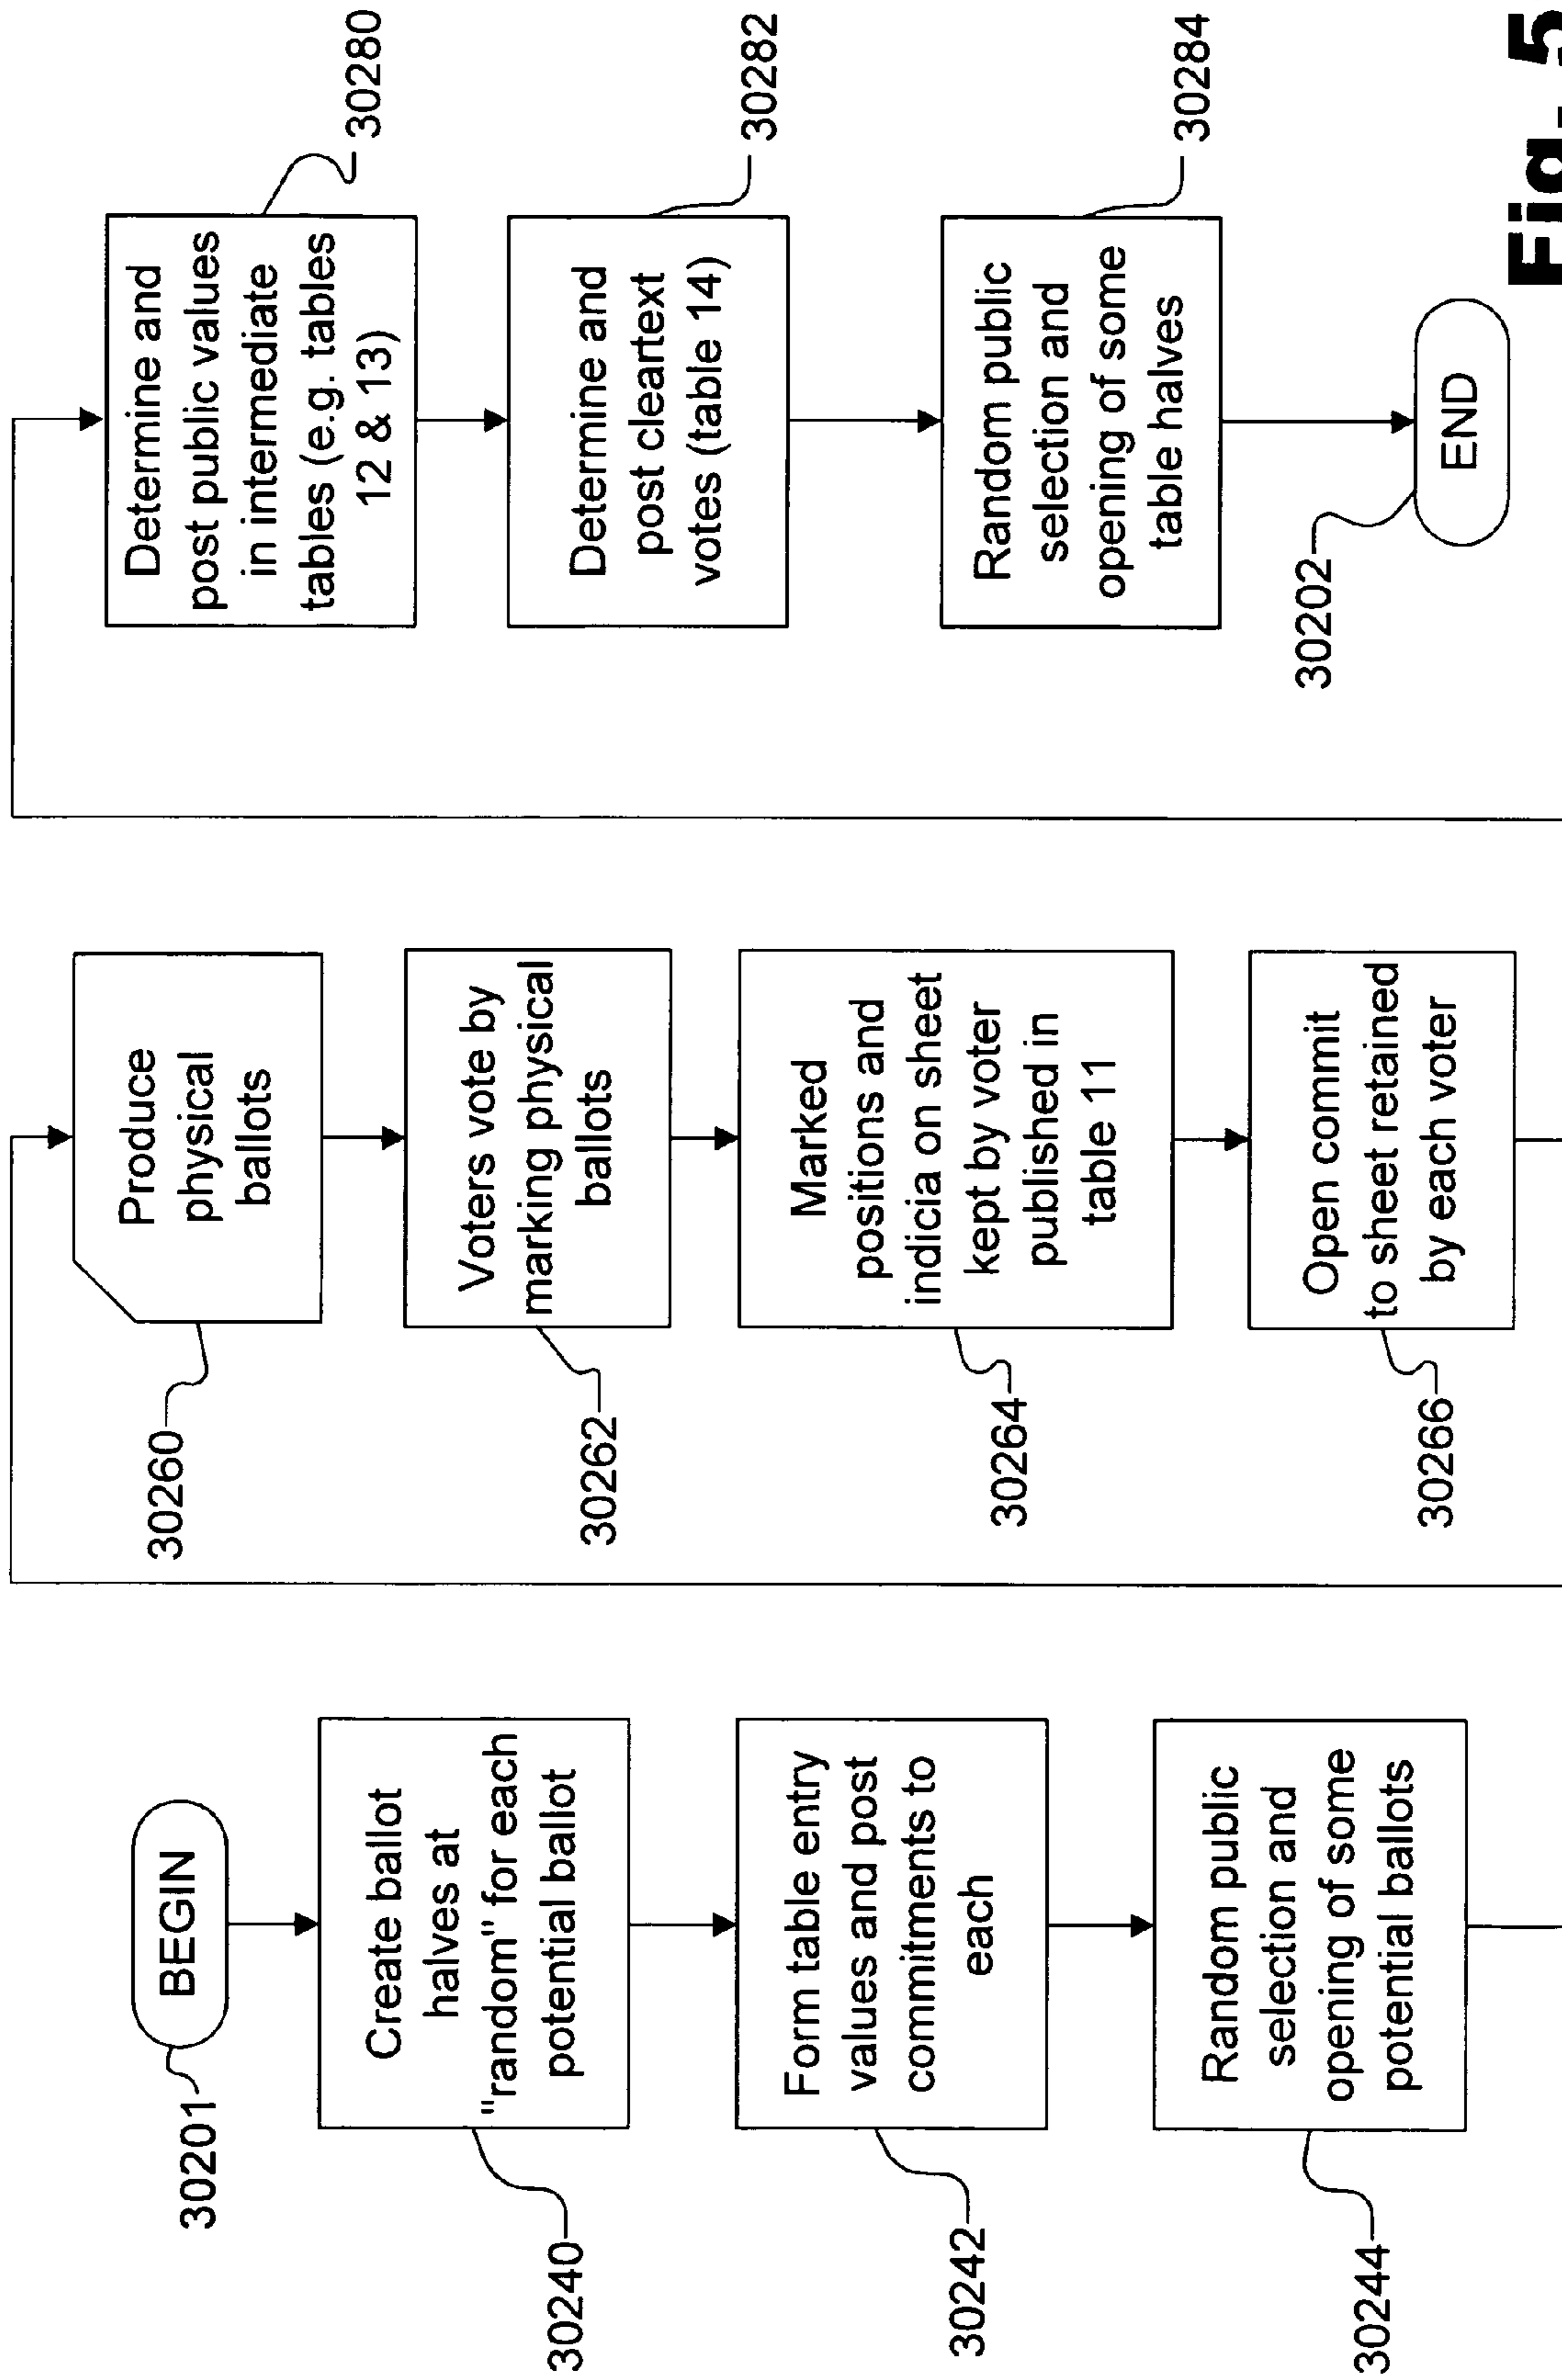 30201
BEGIN
30240
Create ballot
halves at
"random" for each
potential ballot
30242
Form table entry
values and post
commitments to
each
30244
Random public
selection and
opening of some
potential ballots
30260
Produce
physical
ballots
30262
Voters vote by
marking physical
ballots
30264
Marked
positions and
indicia on sheet
kept by voter
published in
table 11
30266
Open commit
to sheet retained
by each voter
30280
Determine and
post public values
in intermediate
tables (e.g. tables
12 & 13)
30282
Determine and
post cleartext
votes (table 14)
30284
Random public
selection and
opening of some
table halves
30202
END
Fig. 5